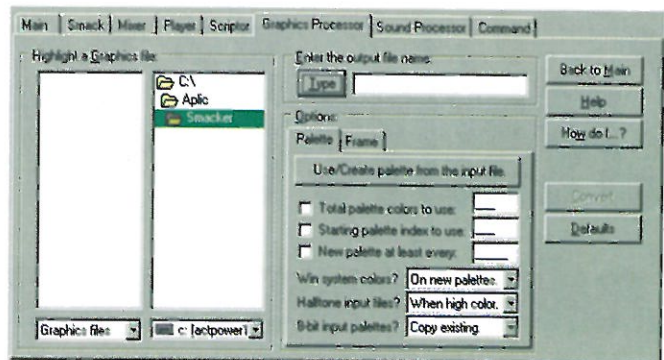 Main Smack Mixer Player Scriptor Graphics Processor Sound Processor Command
Highlight a Graphics file:
C:\
Aplic
Smacker
Graphics files
c: [actpower]
Enter the output file name:
Type
Options:
Palette Frame
Use/Create palette from the input file.
Total palette colors to use:
Starting palette index to use:
New palette at least every:
Win system colors? On new palettes.
Halftone input files? When high color.
8-bit input palettes? Copy existing.
Back to Main
Help
How do I...?
Convert
Defaults